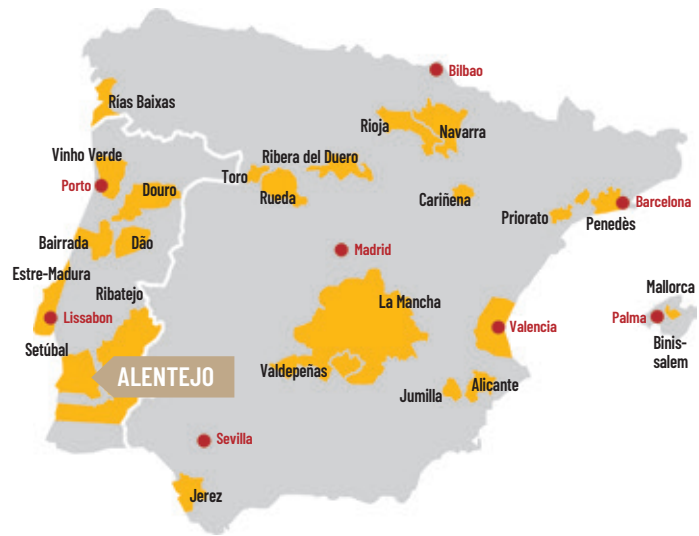 Bilbao
Rías Baixas
Rioja
Navarra
Vinho Verde
Ribera del Duero
Toro
Porto
Douro
Rueda
Cariñena
Priorato
Barcelona
Penedès
Bairrada
Dão
Madrid
Estre-Madura
Ribatejo
La Mancha
Mallorca
Lissabon
Valencia
Palma
Binis-
salem
Setúbal
ALENTEJO
Valdepeñas
Jumilla
Alicante
Sevilla
Jerez